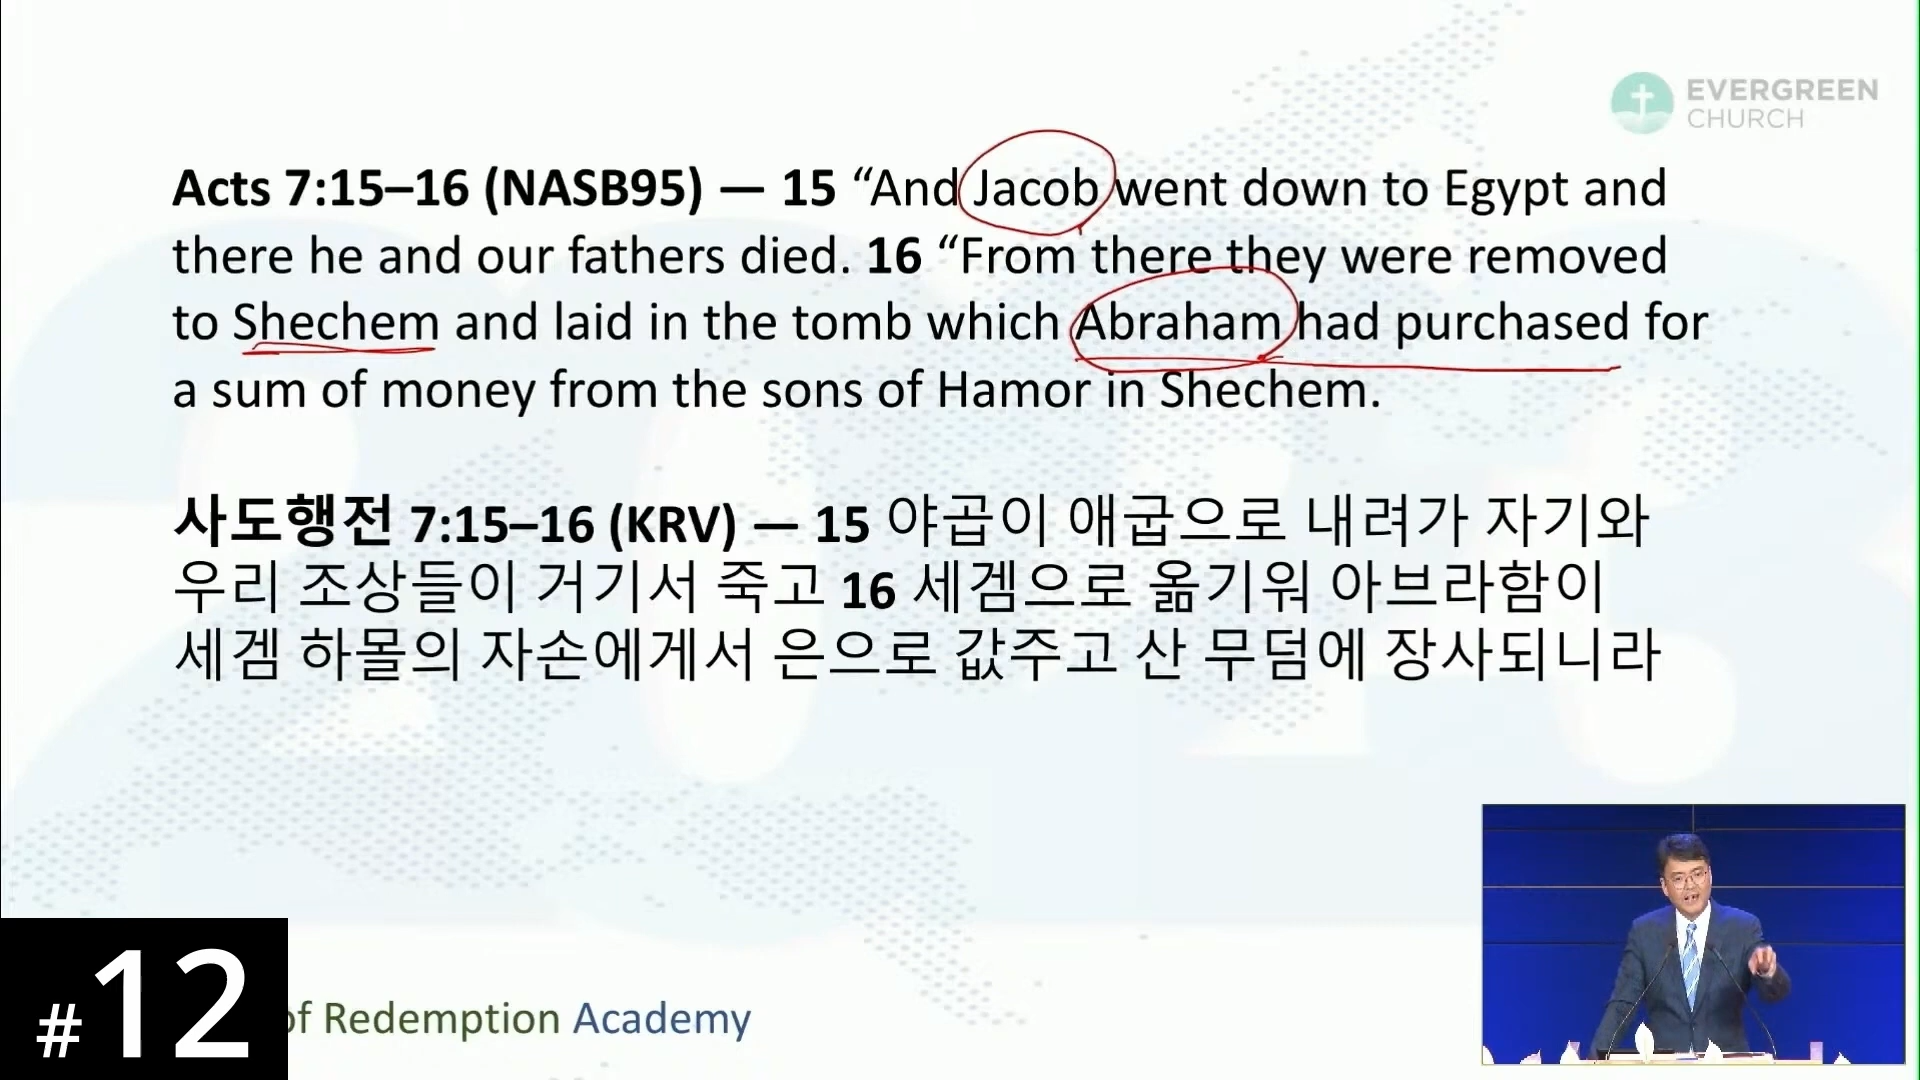 EVERGREEN
CHURCH
Acts 7:15–16 (NASB95) — 15 “And Jacob went down to Egypt and
there he and our fathers died. 16 “From there they were removed
to Shechem and laid in the tomb which Abraham had purchased for
a sum of money from the sons of Hamor in Shechem.
사도행전 7:15–16 (KRV) — 15 야곱이 애굽으로 내려가 자기와
우리 조상들이 거기서 죽고 16 세겜으로 옮기워 아브라함이
세겜 하몰의 자손에게서 은으로 값주고 산 무덤에 장사되니라
#12
of Redemption Academy